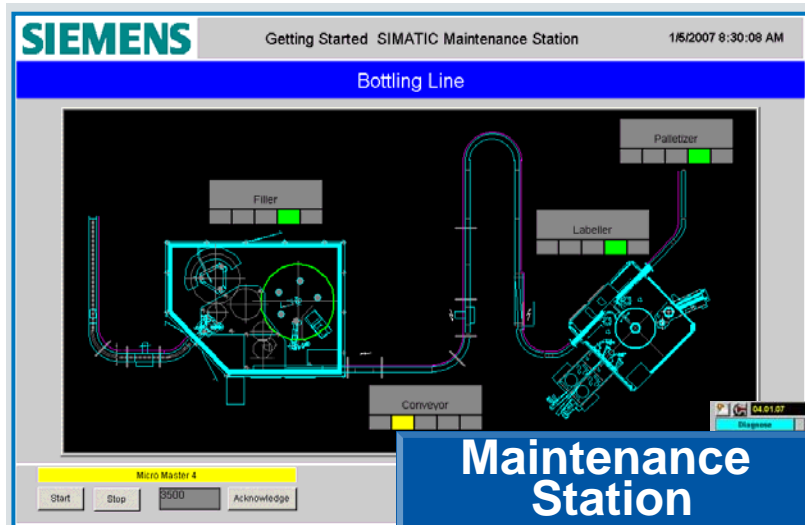 SIEMENS
Getting Started SIMATIC Maintenance Station
1/5/2007 8:30:08 AM
Bottling Line
Palletizer
Filler
Labeller
Conveyor
04.01.07
Diagnose
Micro Master 4
Start
Stop
3500
Acknowledge
Maintenance
Station